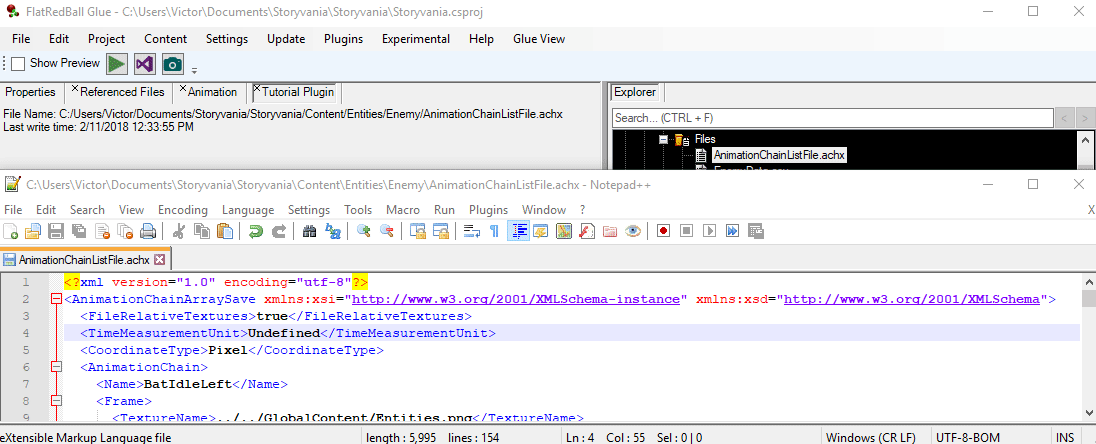 FlatRedBall Glue - C:\Users\Victor\Documents\Storyvania\Storyvania\Storyvania.csproj
File Edit Project Content Settings Update Plugins Experimental Help Glue View
Show Preview
Properties Referenced Files Animation Tutorial Plugin
File Name: C:/Users/Victor/Documents/Storyvania/Storyvania/Content/Entities/Enemy/AnimationChainListFile.achx
Last write time: 2/11/2018 12:33:55 PM
Explorer
Search... (CTRL + F)
Files
AnimationChainListFile.achx
C:\Users\Victor\Documents\Storyvania\Storyvania\Content\Entities\Enemy\AnimationChainListFile.achx - Notepad++
File Edit Search View Encoding Language Settings Tools Macro Run Plugins Window ? X
AnimationChainListFile.achx
1 <?xml version="1.0" encoding="utf-8"?>
2 <AnimationChainArraySave xmlns:xsi="http://www.w3.org/2001/XMLSchema-instance" xmlns:xsd="http://www.w3.org/2001/XMLSchema">
3 <FileRelativeTextures>true</FileRelativeTextures>
4 <TimeMeasurementUnit>Undefined</TimeMeasurementUnit>
5 <CoordinateType>Pixel</CoordinateType>
6 <AnimationChain>
7 <Name>BatIdleLeft</Name>
8 <Frame>
9 <TextureName>../../GlobalContent/Entities.png</TextureName>
eXtensible Markup Language file length : 5,995 lines : 154 Ln : 4 Col : 55 Sel : 0 | 0 Windows (CR LF) UTF-8-BOM INS